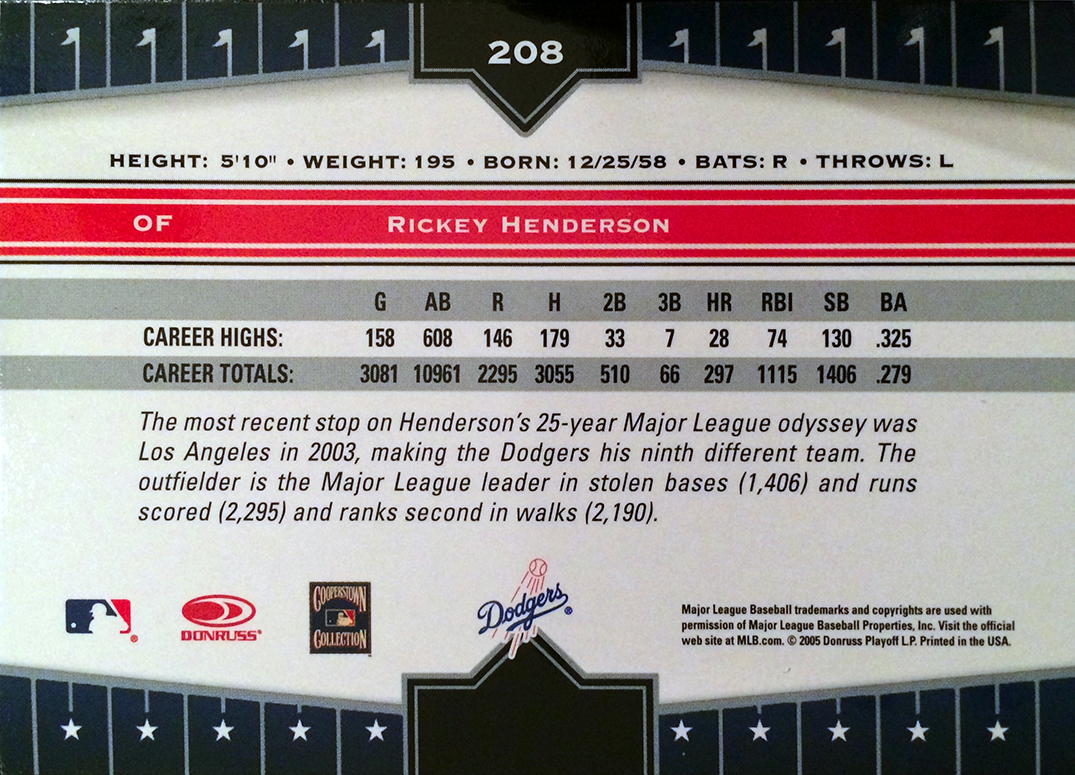 208
HEIGHT: 5'10" • WEIGHT: 195 • BORN: 12/25/58 • BATS: R • THROWS: L
OF RICKEY HENDERSON
G AB R H 2B 3B HR RBI SB BA
CAREER HIGHS: 158 608 146 179 33 7 28 74 130 .325
CAREER TOTALS: 3081 10961 2295 3055 510 66 297 1115 1406 .279
The most recent stop on Henderson's 25-year Major League odyssey was
Los Angeles in 2003, making the Dodgers his ninth different team. The
outfielder is the Major League leader in stolen bases (1,406) and runs
scored (2,295) and ranks second in walks (2,190).
DONRUSS®
COOPERSTOWN
COLLECTION
Dodgers®
Major League Baseball trademarks and copyrights are used with
permission of Major League Baseball Properties, Inc. Visit the official
web site at MLB.com. © 2005 Donruss Playoff L.P. Printed in the USA.